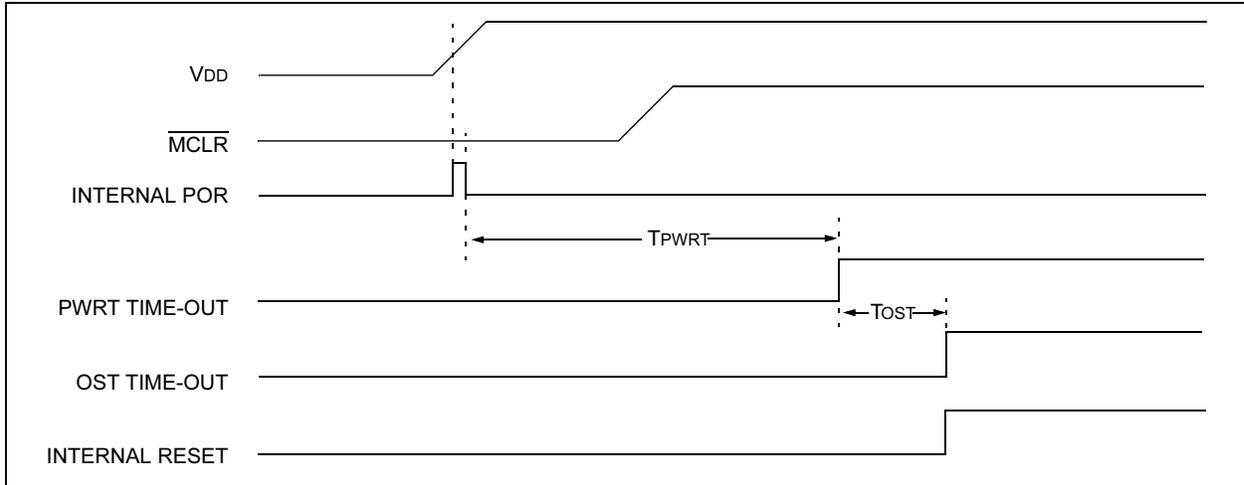 VDD
MCLR
INTERNAL POR
TPWRT
PWRT TIME-OUT
TOST
OST TIME-OUT
INTERNAL RESET